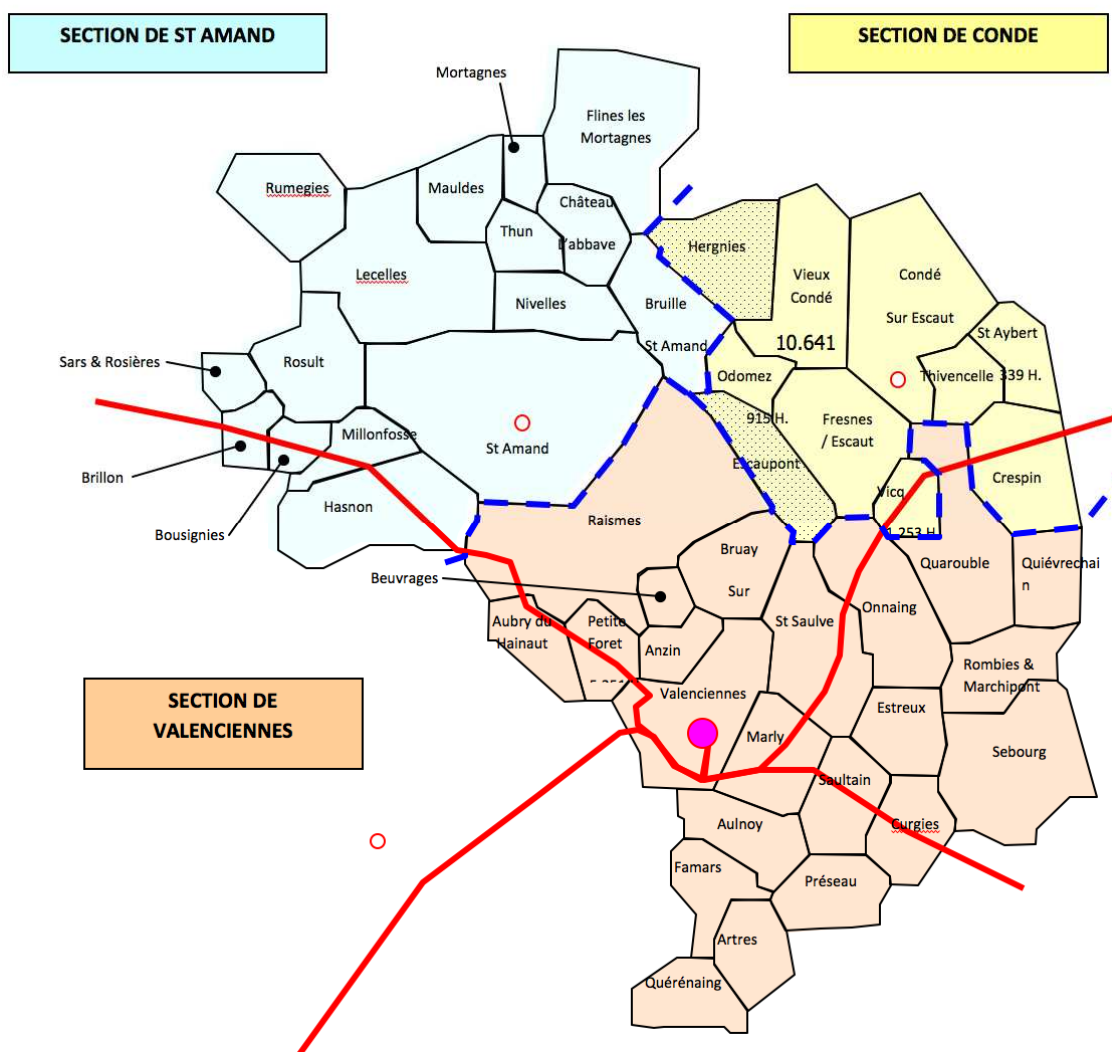 SECTION DE ST AMAND
SECTION DE CONDE
Mortagnes
Flines les
Mortagnes
Rumegies
Mauldes
Château
L'abbaye
Thun
Hergnies
Lecelles
Nivelles
Bruille
St Amand
Vieux
Condé
10.641
Condé
Sur Escaut
St Aybert
339 H.
Thivencelle
Sars & Rosières
Rosult
Odomez
915 H.
Millonfosse
St Amand
Fresnes
/ Escaut
Escaupont
Brillon
Vicq
1 253 H
Crespin
Hasnon
Bousignies
Raismes
Bruay
Sur
Beuvrages
Quarouble
Quiévrechai
n
Onnaing
Aubry du
Hainaut
Petite
Foret
Anzin
St Saulve
Rombies &
Marchipont
SECTION DE
VALENCIENNES
Valenciennes
Marly
Estreux
Sebourg
Saultain
Curgies
Aulnoy
Famars
Préseau
Artres
Quérénaing